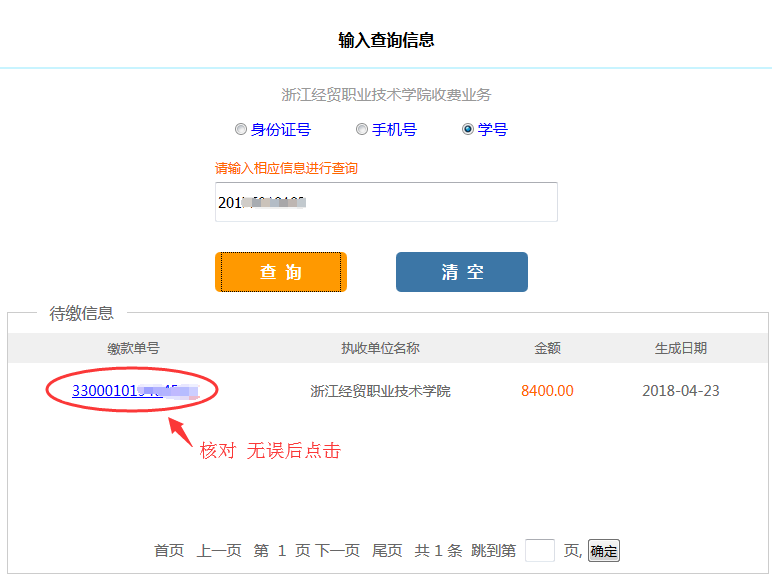 输入查询信息
浙江经贸职业技术学院收费业务
身份证号 手机号 学号
请输入相应信息进行查询
201
查 询 清 空
待缴信息
缴款单号 执收单位名称 金额 生成日期
33000101 浙江经贸职业技术学院 8400.00 2018-04-23
核对 无误后点击
首页 上一页 第 1 页 下一页 尾页 共 1 条 跳到第 页, 确定